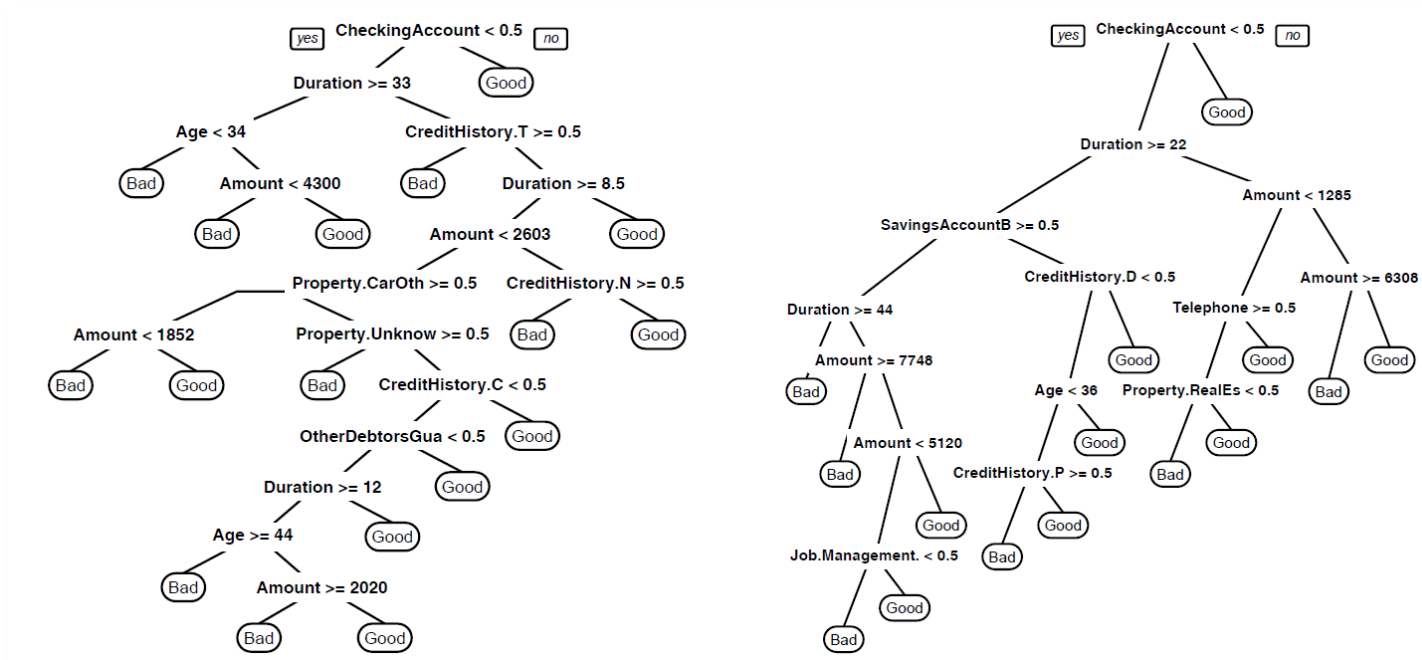 yes
CheckingAccount < 0.5
no
Duration >= 33
Good
Age < 34
CreditHistory.T >= 0.5
Bad
Amount < 4300
Bad
Duration >= 8.5
Bad
Good
Amount < 2603
Good
Property.CarOth >= 0.5
CreditHistory.N >= 0.5
Amount < 1852
Property.Unknow >= 0.5
Bad
Good
Bad
Good
Bad
CreditHistory.C < 0.5
OtherDebtorsGua < 0.5
Good
Duration >= 12
Good
Age >= 44
Good
Bad
Amount >= 2020
Bad
Good
yes
CheckingAccount < 0.5
no
Good
Duration >= 22
Amount < 1285
SavingsAccountB >= 0.5
CreditHistory.D < 0.5
Amount >= 6308
Duration >= 44
Telephone >= 0.5
Amount >= 7748
Good
Good
Good
Bad
Age < 36
Property.RealEs < 0.5
Bad
Amount < 5120
Good
Good
Bad
CreditHistory.P >= 0.5
Bad
Good
Good
Job.Management. < 0.5
Bad
Good
Bad